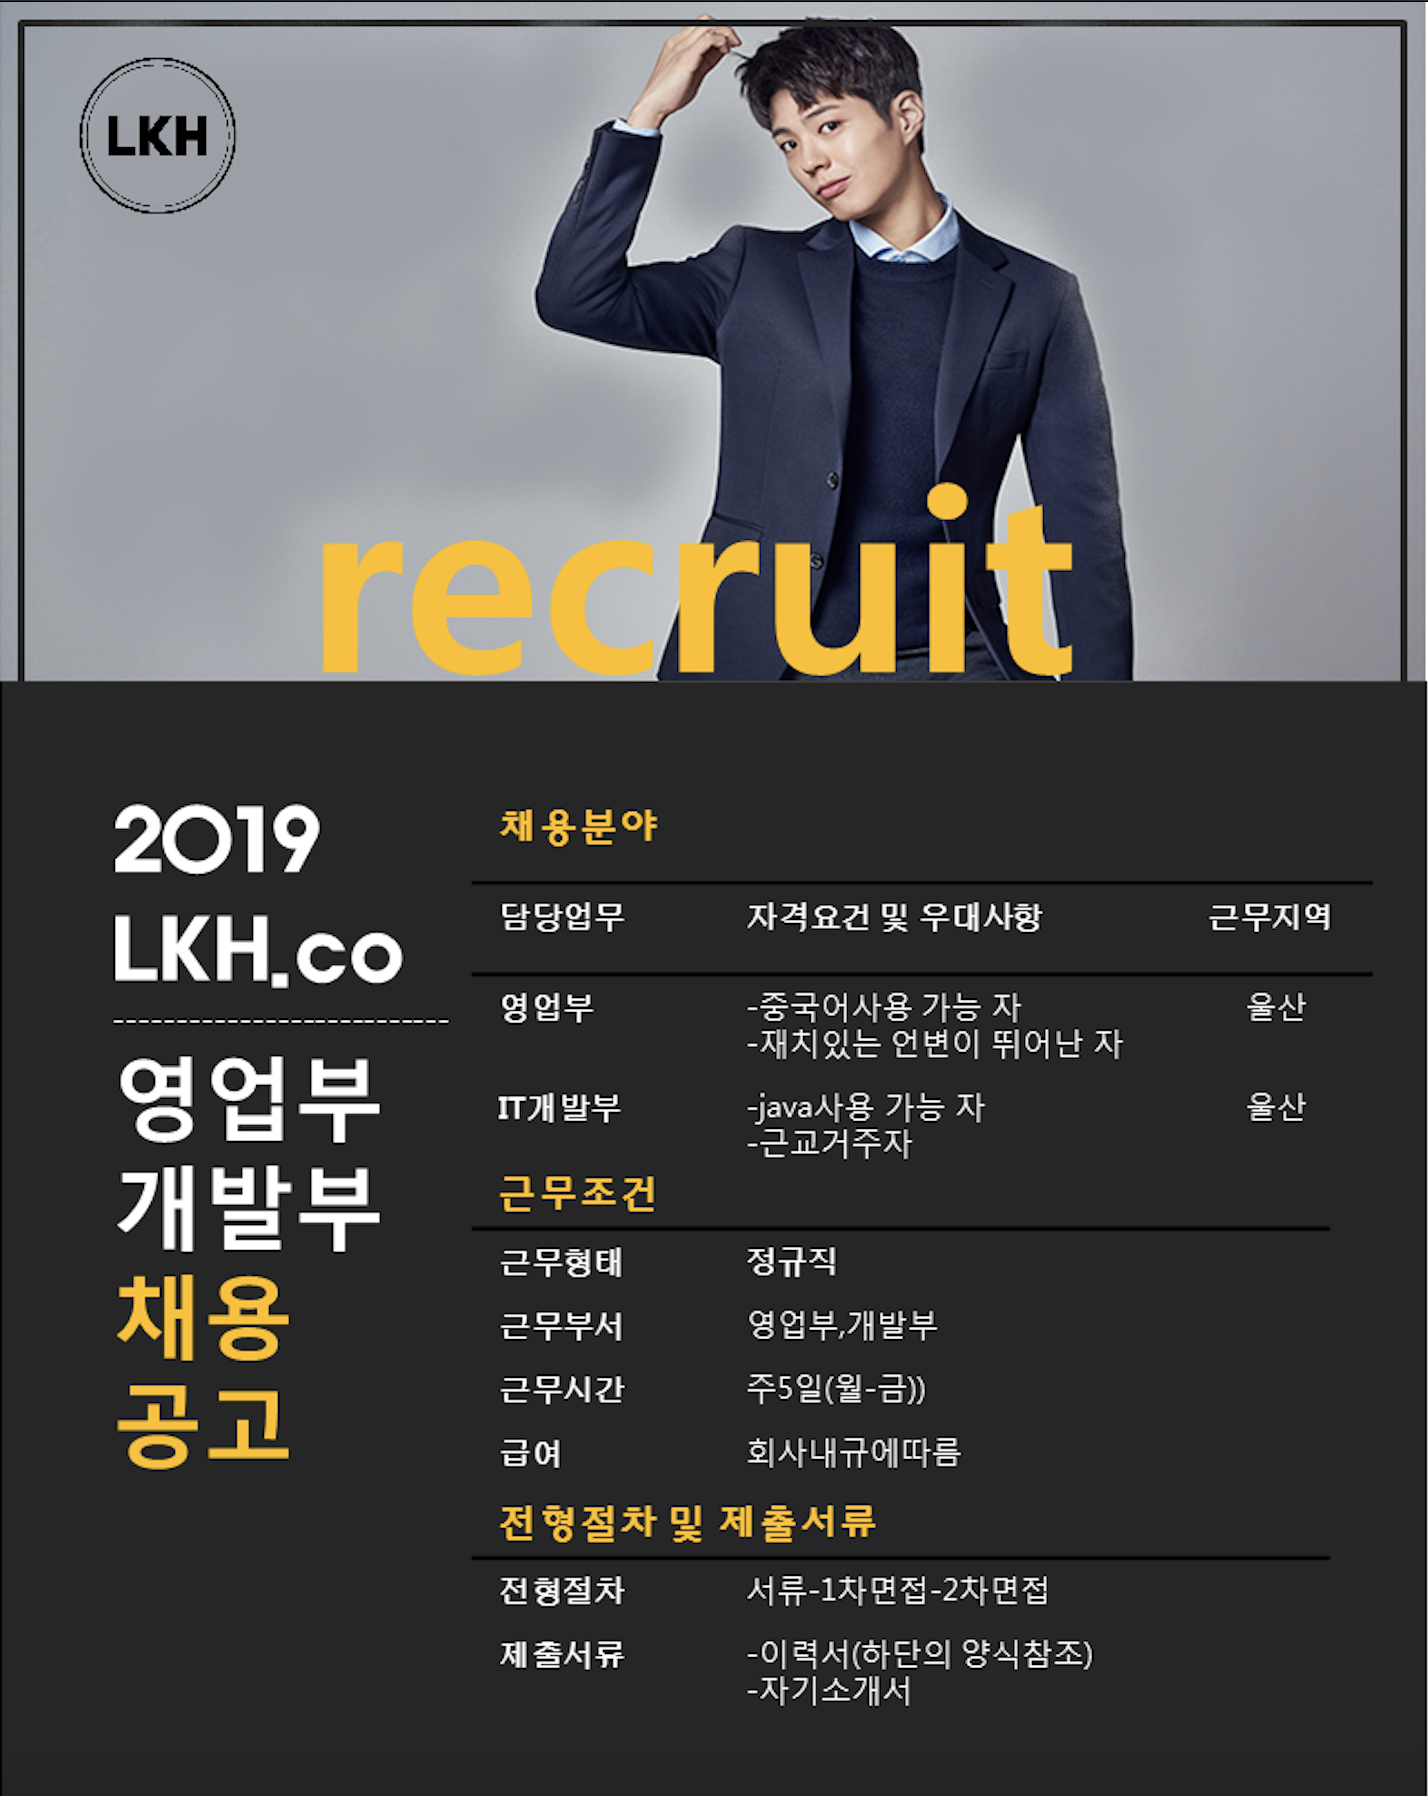 LKH
recruit
2019
LKH.co
영업부
개발부
채용
공고
채용분야
담당업무 자격요건 및 우대사항 근무지역
영업부 -중국어사용 가능 자 울산
-재치있는 언변이 뛰어난 자
IT개발부 -java사용 가능 자 울산
-근교거주자
근무조건
근무형태 정규직
근무부서 영업부,개발부
근무시간 주5일(월-금))
급여 회사내규에따름
전형절차 및 제출서류
전형절차 서류-1차면접-2차면접
제출서류 -이력서(하단의 양식참조)
-자기소개서